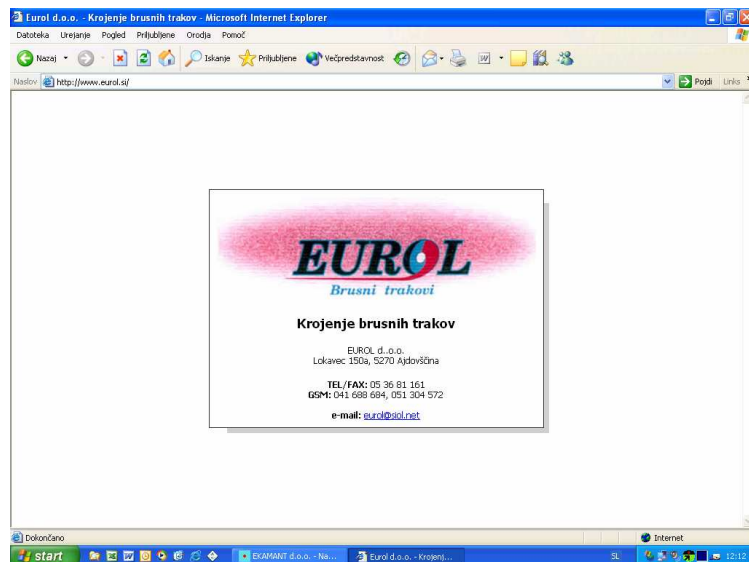 Eurol d.o.o. - Krojenje brusnih trakov - Microsoft Internet Explorer
Datoteka Urejanje Pogled Priljubljene Orodja Pomoč
Nazaj Iskanje Priljubljene Večpredstavnost
Naslov http://www.eurol.si/ Pojdi Links
EUROL
Brusni trakovi
Krojenje brusnih trakov
EUROL d..o.o.
Lokavec 150a, 5270 Ajdovščina
TEL/FAX: 05 36 81 161
GSM: 041 688 684, 051 304 572
e-mail: eurol@siol.net
Dokončano Internet
start EKAMANT d.o.o. - Na... Eurol d.o.o. - Krojenj... SL 12:12